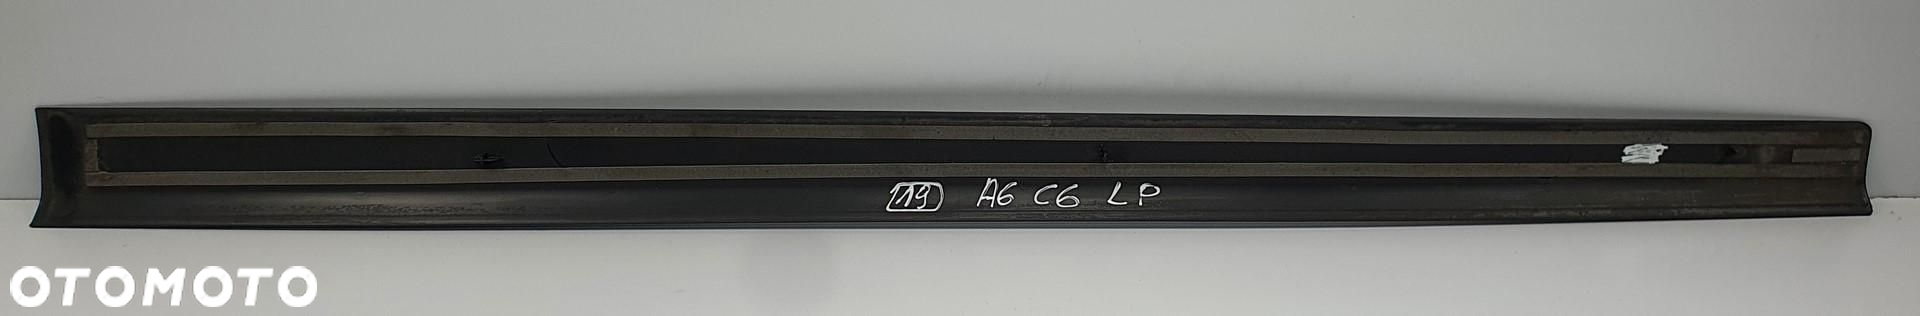 119 A6 C6 LP
OTOMOTO